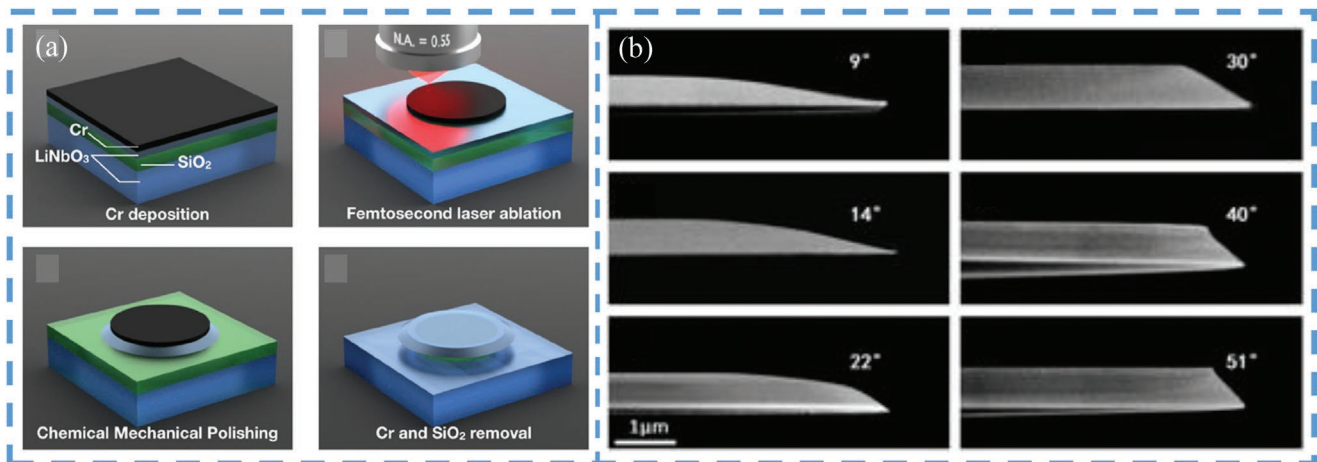 (a)
N.A. = 0.55
Cr
LiNbO₃
SiO₂
Cr deposition
Femtosecond laser ablation
Chemical Mechanical Polishing
Cr and SiO₂ removal
(b)
9°
30°
14°
40°
22°
51°
1μm